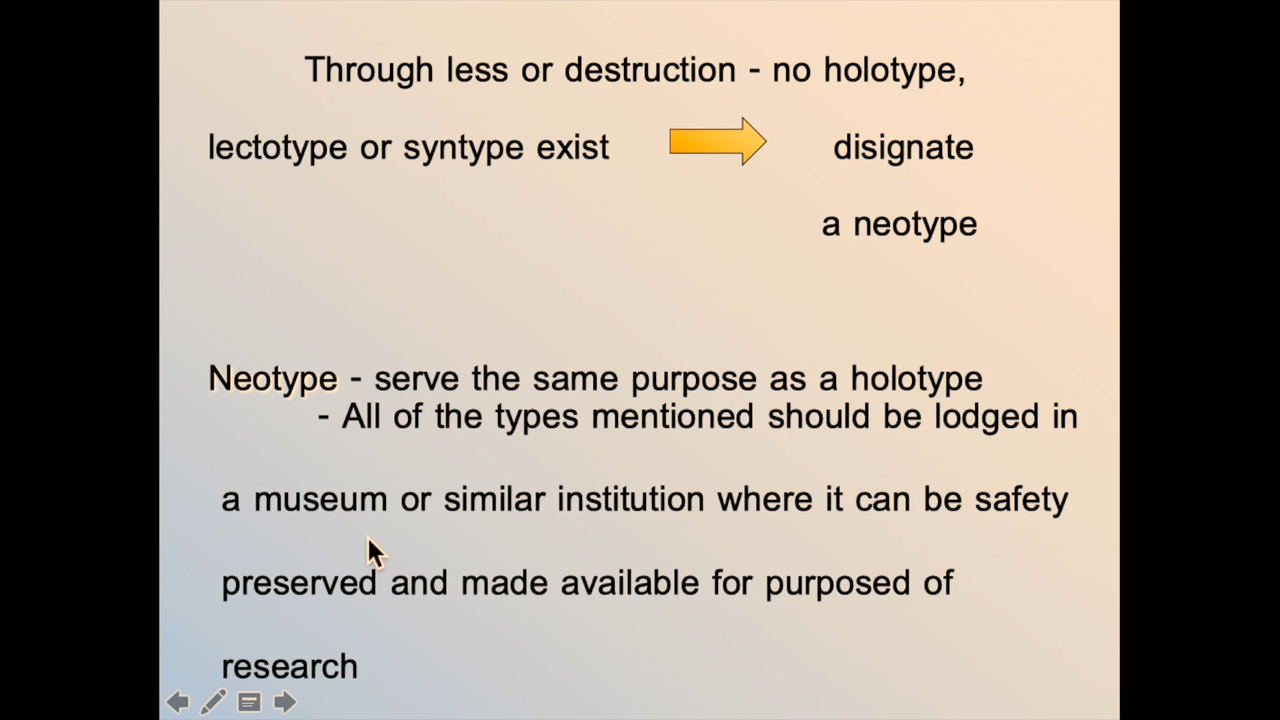 Through less or destruction - no holotype,
lectotype or syntype exist disignate
a neotype
Neotype - serve the same purpose as a holotype
- All of the types mentioned should be lodged in
a museum or similar institution where it can be safety
preserved and made available for purposed of
research